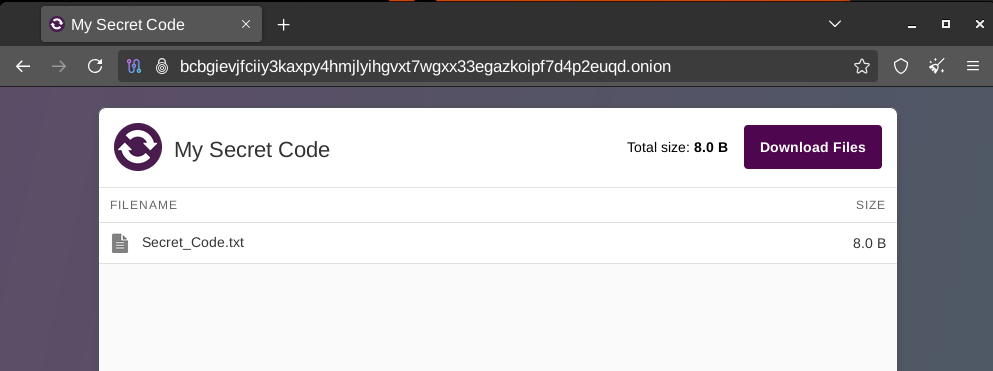 My Secret Code
bcbgievjfciiy3kaxpy4hmjlyihgvxt7wgxx33egazkoipf7d4p2euqd.onion
My Secret Code
Total size: 8.0 B
Download Files
FILENAME
SIZE
Secret_Code.txt
8.0 B